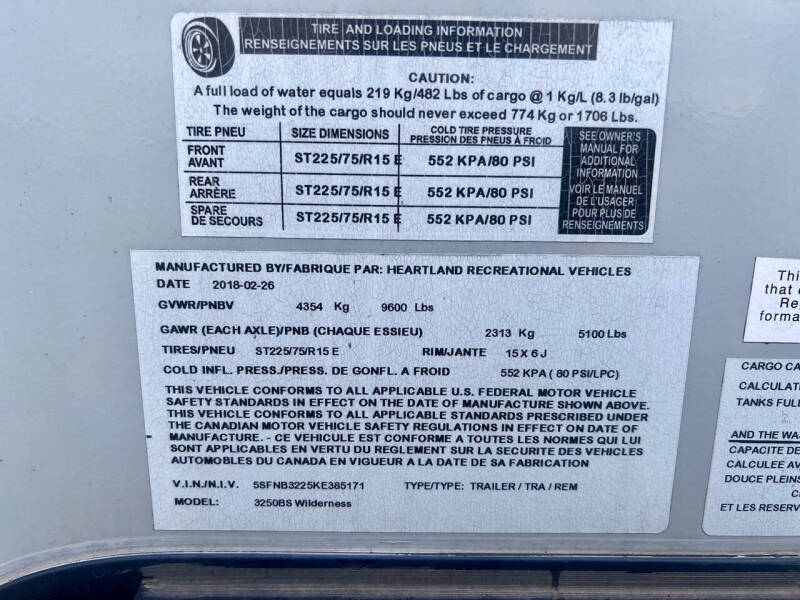 TIRE AND LOADING INFORMATION
RENSEIGNEMENTS SUR LES PNEUS ET LE CHARGEMENT
CAUTION:
A full load of water equals 219 Kg/482 Lbs of cargo @ 1 Kg/L (8.3 lb/gal)
The weight of the cargo should never exceed 774 Kg or 1706 Lbs.
TIRE PNEU SIZE DIMENSIONS COLD TIRE PRESSURE
PRESSION DES PNEUS À FROID
FRONT
AVANT ST225/75/R15 E 552 KPA/80 PSI
REAR
ARRÈRE ST225/75/R15 E 552 KPA/80 PSI
SPARE
DE SECOURS ST225/75/R15 E 552 KPA/80 PSI
SEE OWNER'S
MANUAL FOR
ADDITIONAL
INFORMATION
VOIR LE MANUEL
DE L'USAGER
POUR PLUS DE
RENSEIGNEMENTS
MANUFACTURED BY/FABRIQUE PAR: HEARTLAND RECREATIONAL VEHICLES
DATE 2018-02-26
GVWR/PNBV 4354 Kg 9600 Lbs
GAWR (EACH AXLE)/PNB (CHAQUE ESSIEU) 2313 Kg 5100 Lbs
TIRES/PNEU ST225/75/R15 E RIM/JANTE 15 X 6 J
COLD INFL. PRESS./PRESS. DE GONFL. A FROID 552 KPA ( 80 PSI/LPC)
THIS VEHICLE CONFORMS TO ALL APPLICABLE U.S. FEDERAL MOTOR VEHICLE
SAFETY STANDARDS IN EFFECT ON THE DATE OF MANUFACTURE SHOWN ABOVE.
THIS VEHICLE CONFORMS TO ALL APPLICABLE STANDARDS PRESCRIBED UNDER
THE CANADIAN MOTOR VEHICLE SAFETY REGULATIONS IN EFFECT ON DATE OF
MANUFACTURE. - CE VEHICULE EST CONFORME A TOUTES LES NORMES QUI LUI
SONT APPLICABLES EN VERTU DU REGLEMENT SUR LA SECURITE DES VEHICLES
AUTOMOBILES DU CANADA EN VIGUEUR A LA DATE DE SA FABRICATION
V.I.N./N.I.V. 5SFNB3225KE385171 TYPE/TYPE: TRAILER / TRA / REM
MODEL: 3250BS Wilderness
Thi
that
Re
forma
CARGO CA
CALCULAT
TANKS FULL
AND THE WA
CAPACITE DE
CALCULEE AV
DOUCE PLEINS
ET LES RESERV